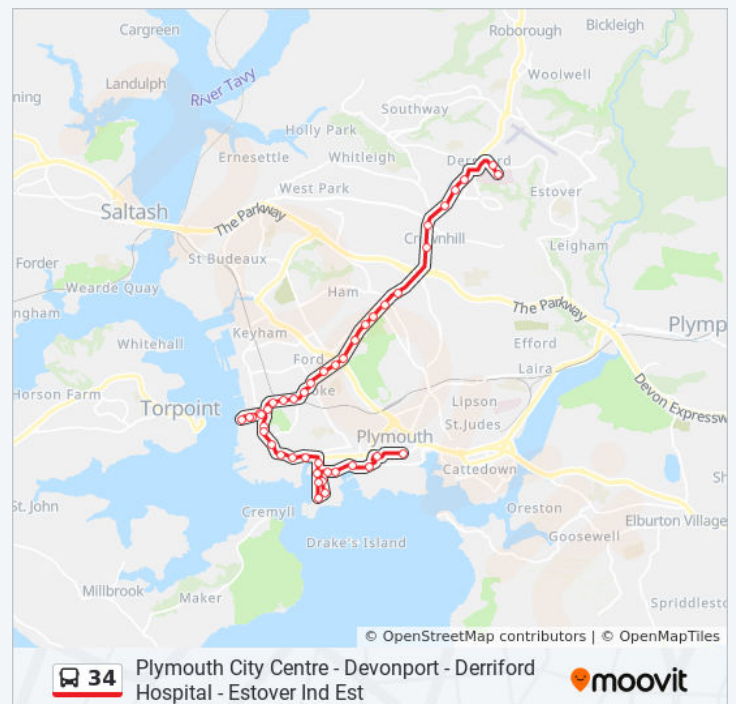 Cargreen
Bickleigh
Roborough
Landulph
Woolwell
River Tavy
ning
Southway
Holly Park
Ernesettle
Whitleigh
Derriford
West Park
Estover
Saltash
The Parkway
Crownhill
Leigham
Forder
St Budeaux
Wearde Quay
Ham
ngham
The Parkway
Plymp
Whitehall
Keyham
Efford
Ford
Laira
Horson Farm
Torpoint
oke
Lipson
Devon Expressw
St.Judes
Plymouth
Cattedown
Sh
St. John
Cremyll
Oreston
Elburton Village
Goosewell
Drake's Island
Millbrook
Maker
Spriddlest
© OpenStreetMap contributors | © OpenMapTiles
34
Plymouth City Centre - Devonport - Derriford
Hospital - Estover Ind Est
moovit